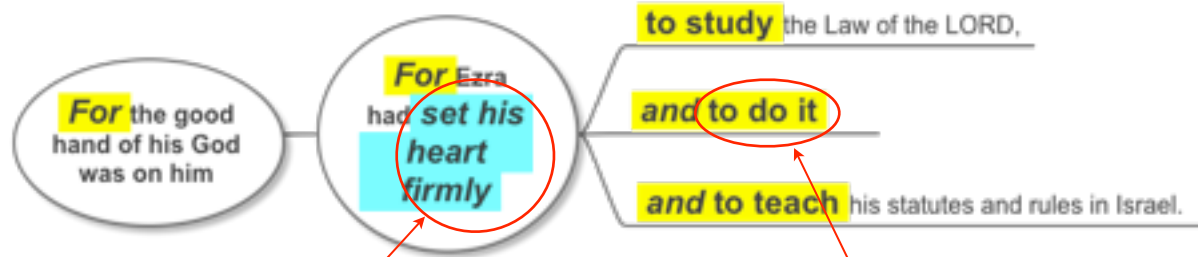 For the good
hand of his God
was on him
For Ezra
had set his
heart
firmly
to study the Law of the LORD,
and to do it
and to teach his statutes and rules in Israel.